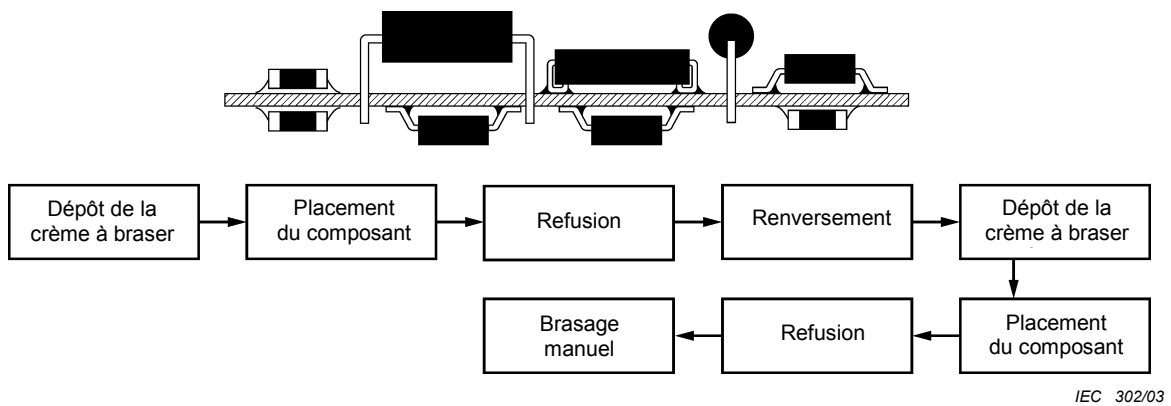 Dépôt de la
crème à braser
Placement
du composant
Refusion
Renversement
Dépôt de la
crème à braser
Placement
du composant
Refusion
Brasage
manuel
IEC 302/03